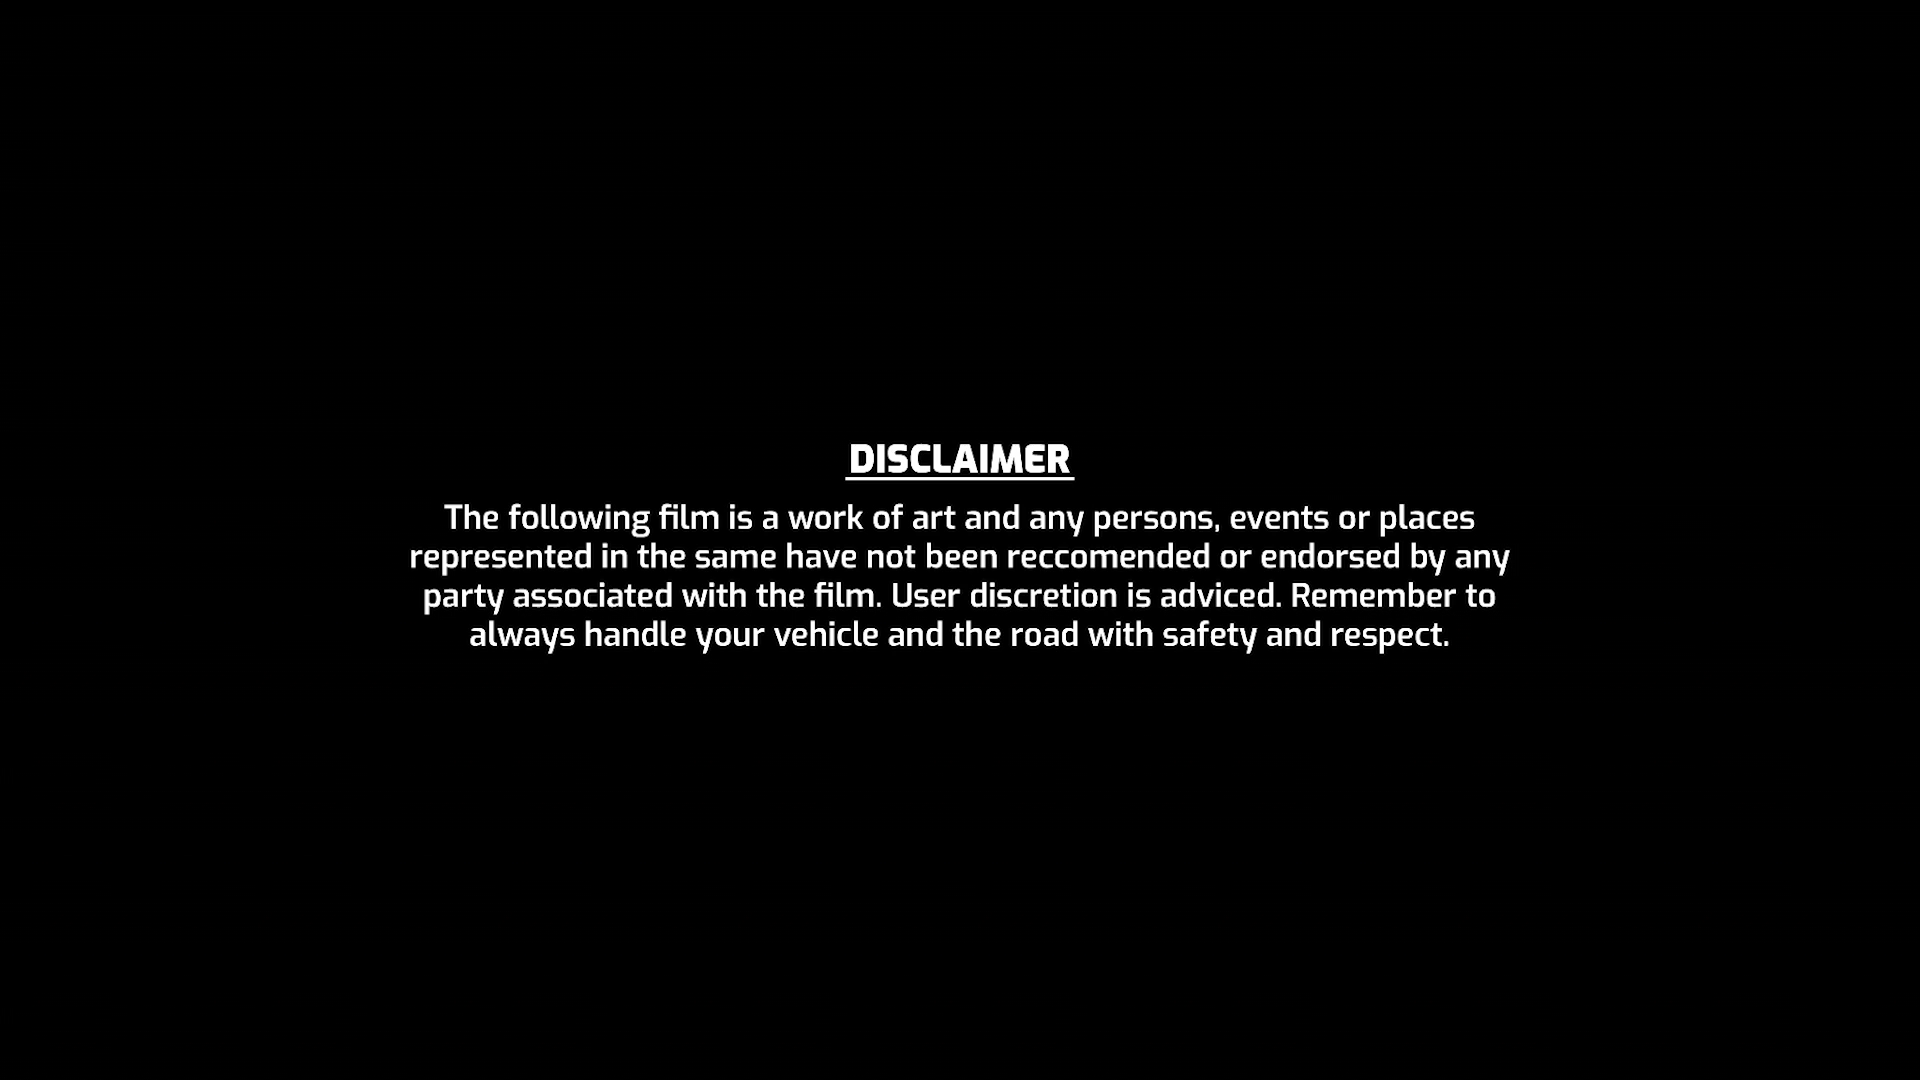 DISCLAIMER
The following film is a work of art and any persons, events or places
represented in the same have not been reccomended or endorsed by any
party associated with the film. User discretion is adviced. Remember to
always handle your vehicle and the road with safety and respect.